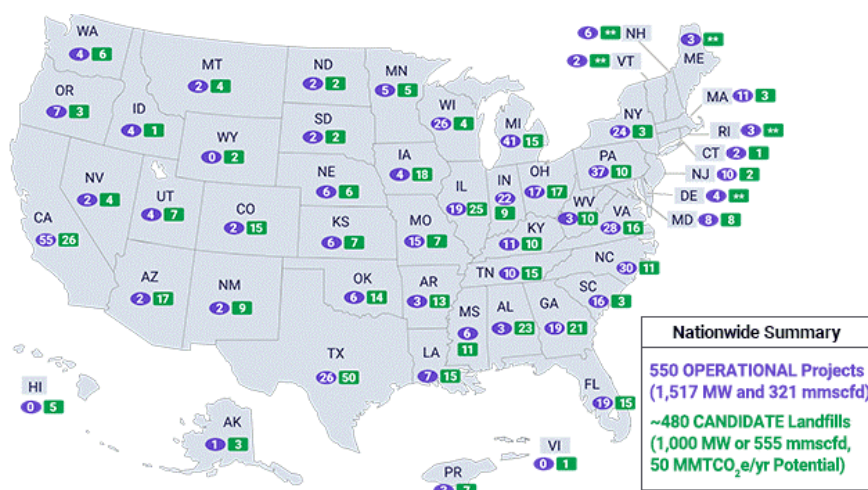 WA
4 6
OR
7 3
ID
4 1
MT
2 4
ND
2 2
MN
5 5
WI
26 4
MI
41 15
6 ** NH
2 ** VT
3 **
ME
NY
24 3
MA 11 3
RI 3 **
CT 2 1
NJ 10 2
DE 4 **
MD 8 8
PA
37 10
SD
2 2
WY
0 2
NV
2 4
CA
55 26
UT
4 7
CO
2 15
NE
6 6
IA
4 18
IL
19 25
IN
22
9
OH
17 17
WV
3 10
VA
28 16
KS
6 7
MO
15 7
KY
11 10
TN 10 15
NC
30 11
SC
16 3
AZ
2 17
NM
2 9
OK
6 14
AR
3 13
MS
6
11
AL
3 23
GA
19 21
TX
26 50
LA
7 15
FL
19 15
HI
0 5
AK
1 3
VI
0 1
PR
Nationwide Summary
550 OPERATIONAL Projects
(1,517 MW and 321 mmscfd)
~480 CANDIDATE Landfills
(1,000 MW or 555 mmscfd,
50 MMTCO₂e/yr Potential)